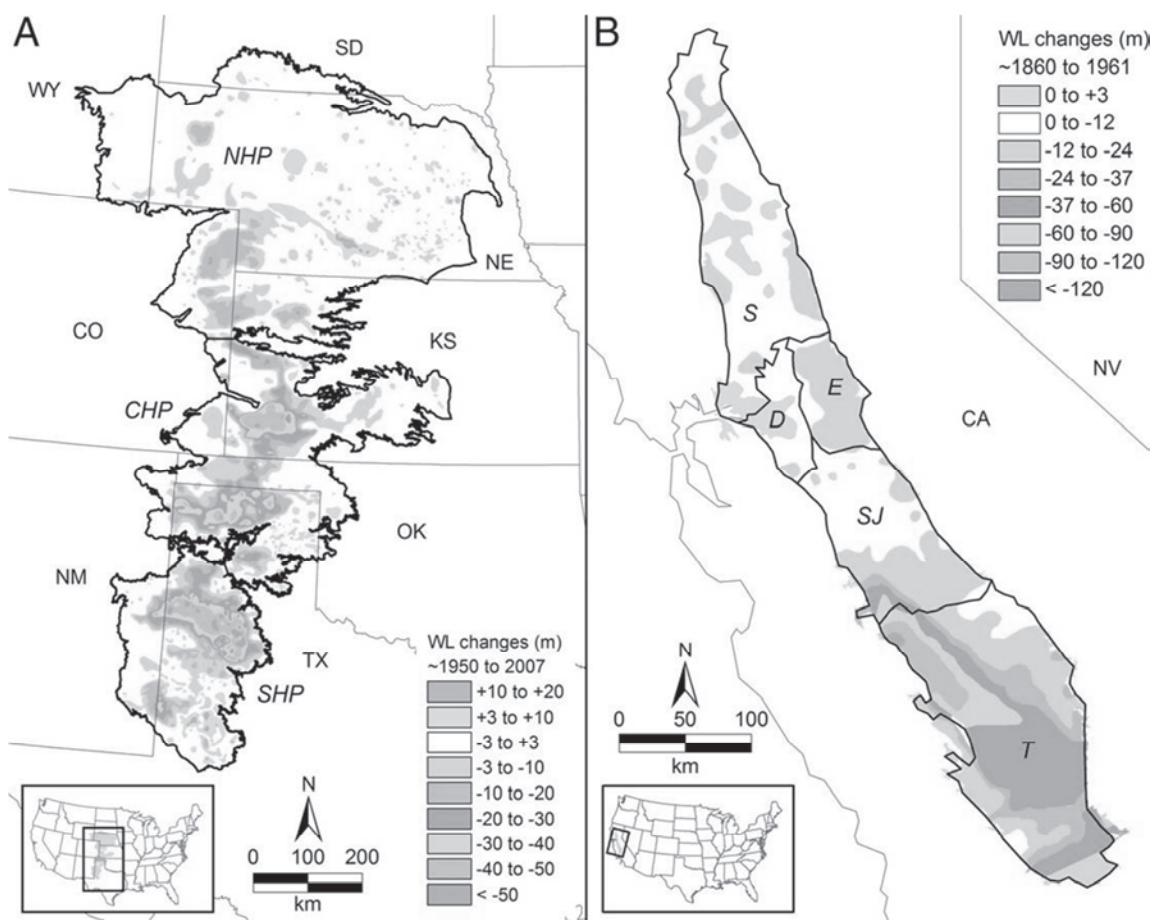 A
SD
WY
NHP
NE
CO
KS
CHP
OK
NM
TX
SHP
WL changes (m)
~1950 to 2007
+10 to +20
+3 to +10
-3 to +3
-3 to -10
-10 to -20
-20 to -30
-30 to -40
-40 to -50
< -50
N
0 100 200
km
B
WL changes (m)
~1860 to 1961
0 to +3
0 to -12
-12 to -24
-24 to -37
-37 to -60
-60 to -90
-90 to -120
< -120
S
NV
E
CA
D
SJ
T
N
0 50 100
km